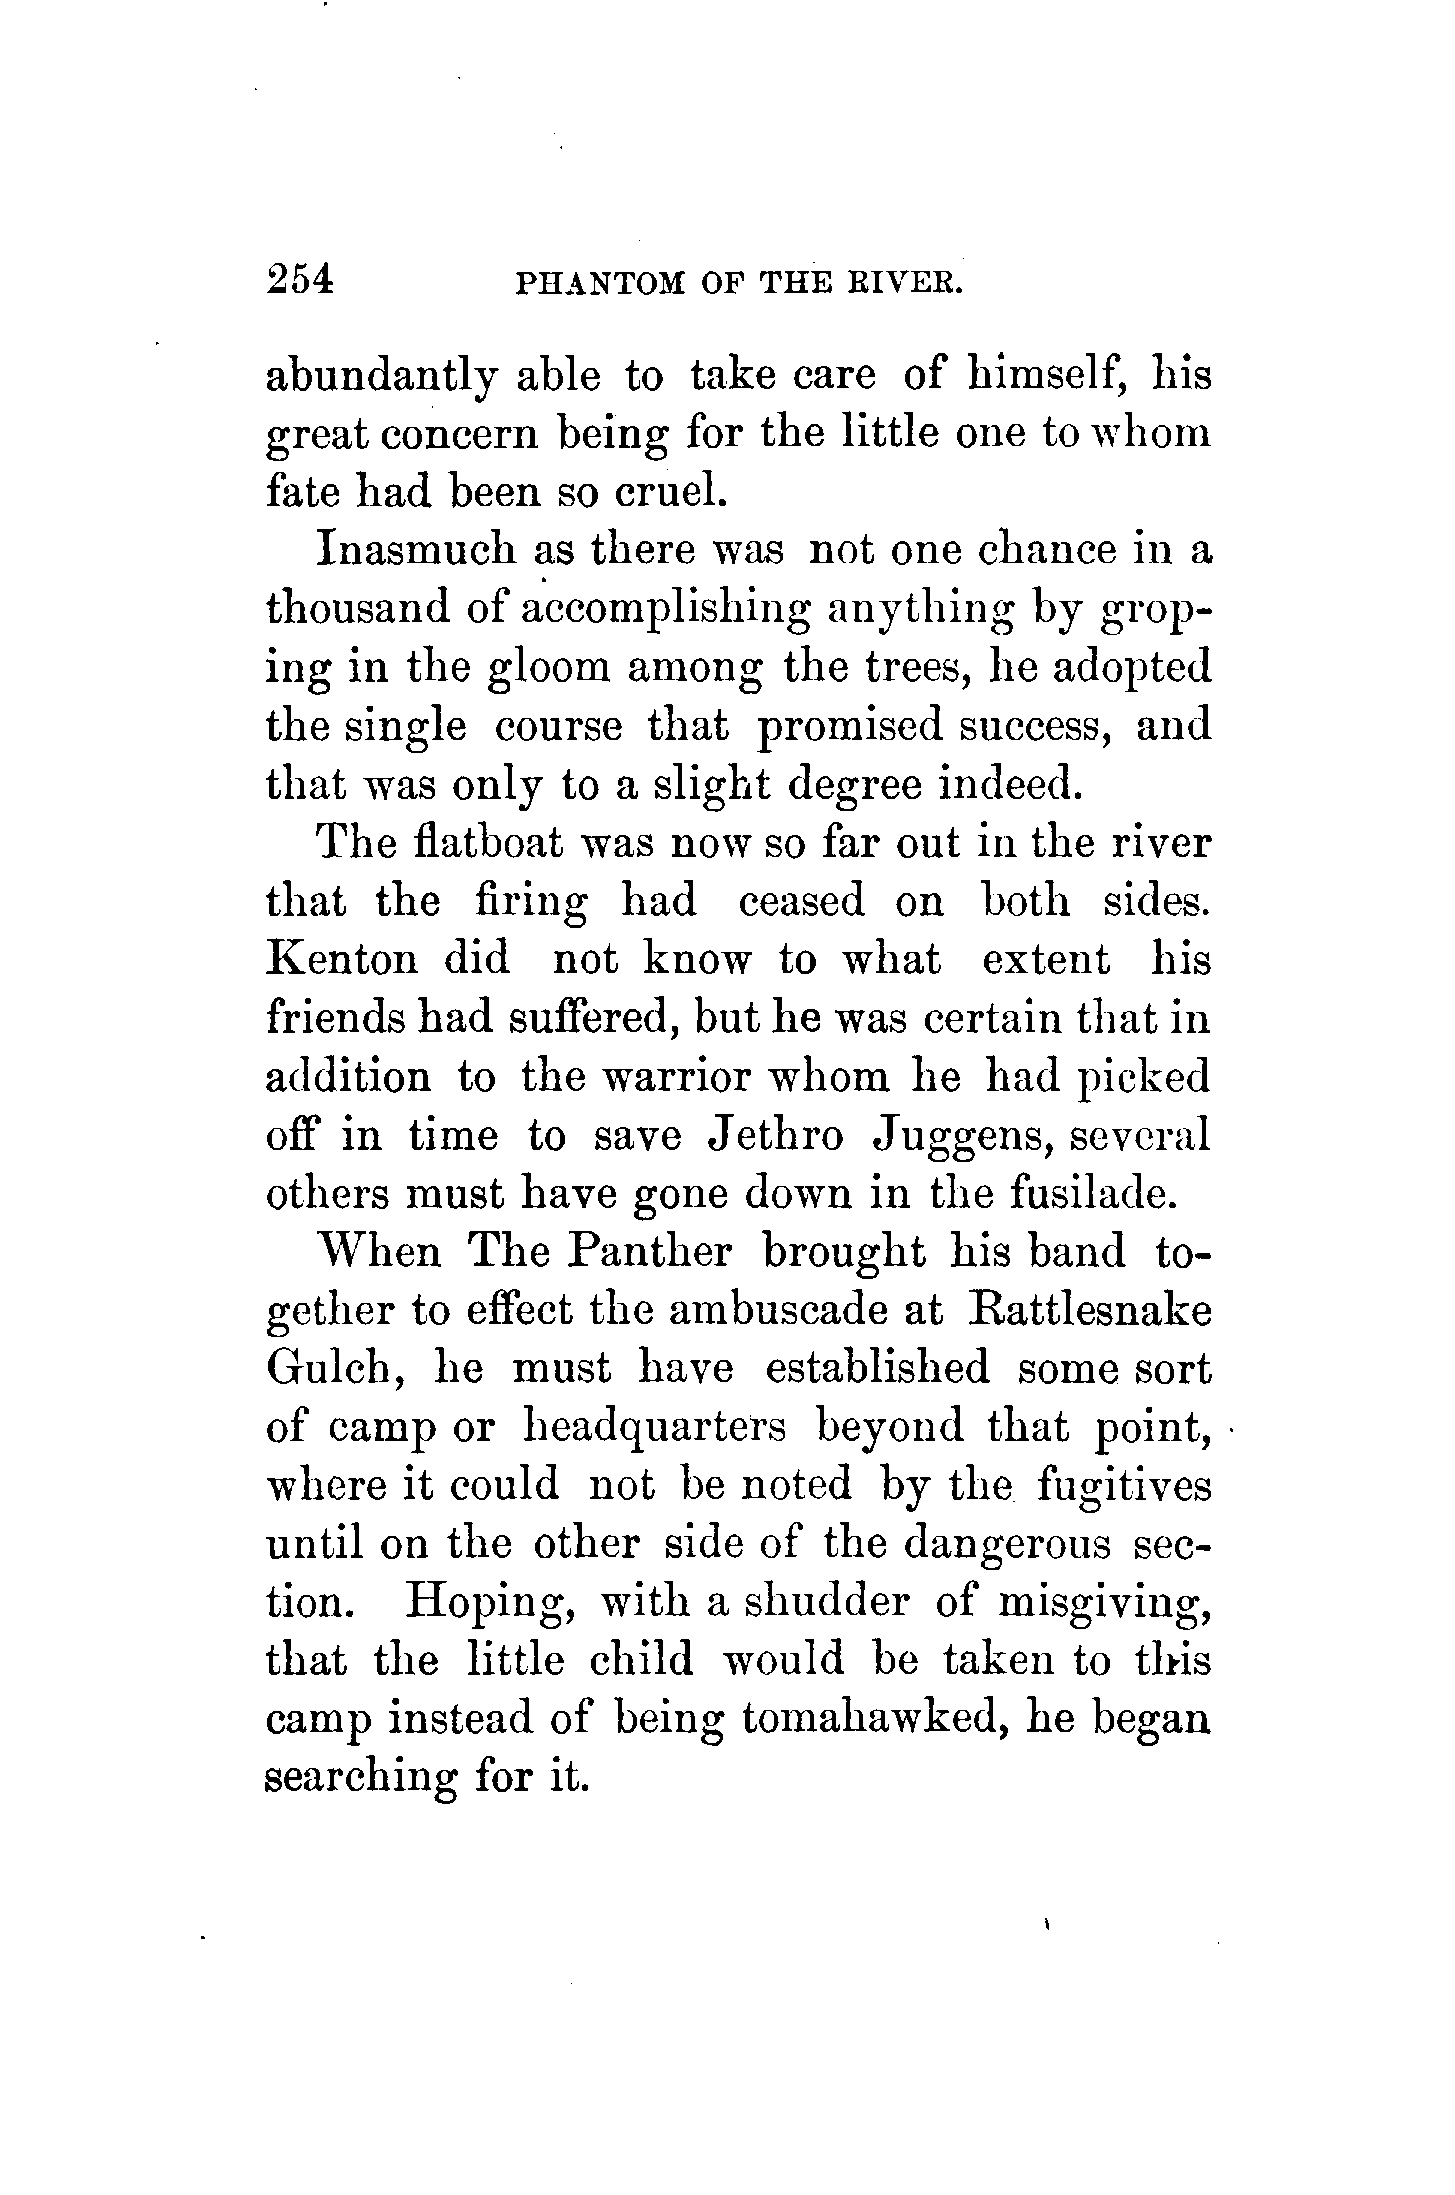 254 PHANTOM OF THE RIVER.
abundantly able to take care of himself, his
great concern being for the little one to whom
fate had been so cruel.
Inasmuch as there was not one chance in a
thousand of accomplishing anything by grop-
ing in the gloom among the trees, he adopted
the single course that promised success, and
that was only to a slight degree indeed.
The flatboat was now so far out in the river
that the firing had ceased on both sides.
Kenton did not know to what extent his
friends had suffered, but he was certain that in
addition to the warrior whom he had picked
off in time to save Jethro Juggens, several
others must have gone down in the fusilade.
When The Panther brought his band to-
gether to effect the ambuscade at Rattlesnake
Gulch, he must have established some sort
of camp or headquarters beyond that point,
where it could not be noted by the fugitives
until on the other side of the dangerous sec-
tion. Hoping, with a shudder of misgiving,
that the little child would be taken to this
camp instead of being tomahawked, he began
searching for it.